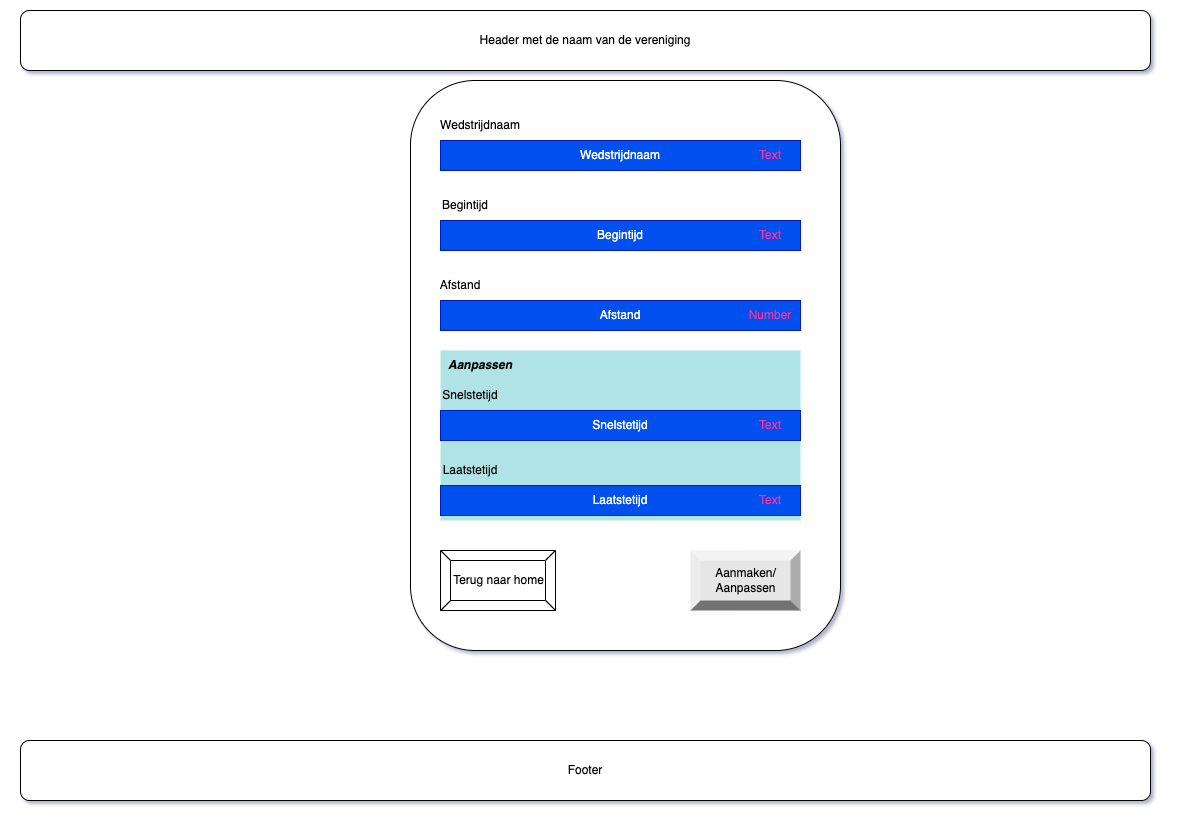 Header met de naam van de vereniging
Wedstrijdnaam
Wedstrijdnaam Text
Begintijd
Begintijd Text
Afstand
Afstand Number
Aanpassen
Snelstetijd
Snelstetijd Text
Laatstetijd
Laatstetijd Text
Terug naar home
Aanmaken/
Aanpassen
Footer